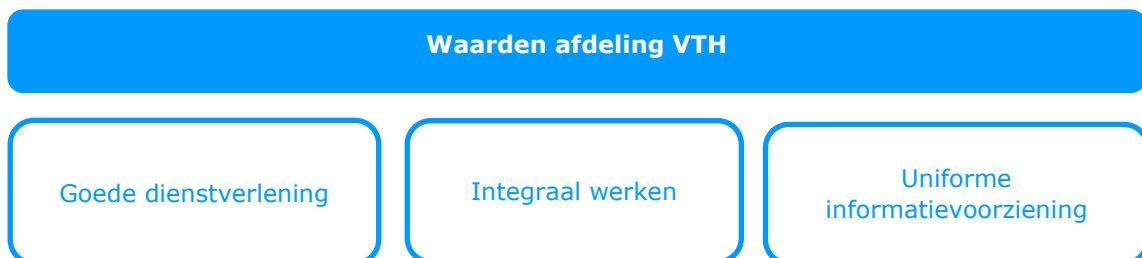 Waarden afdeling VTH
Goede dienstverlening
Integraal werken
Uniforme
informatievoorziening